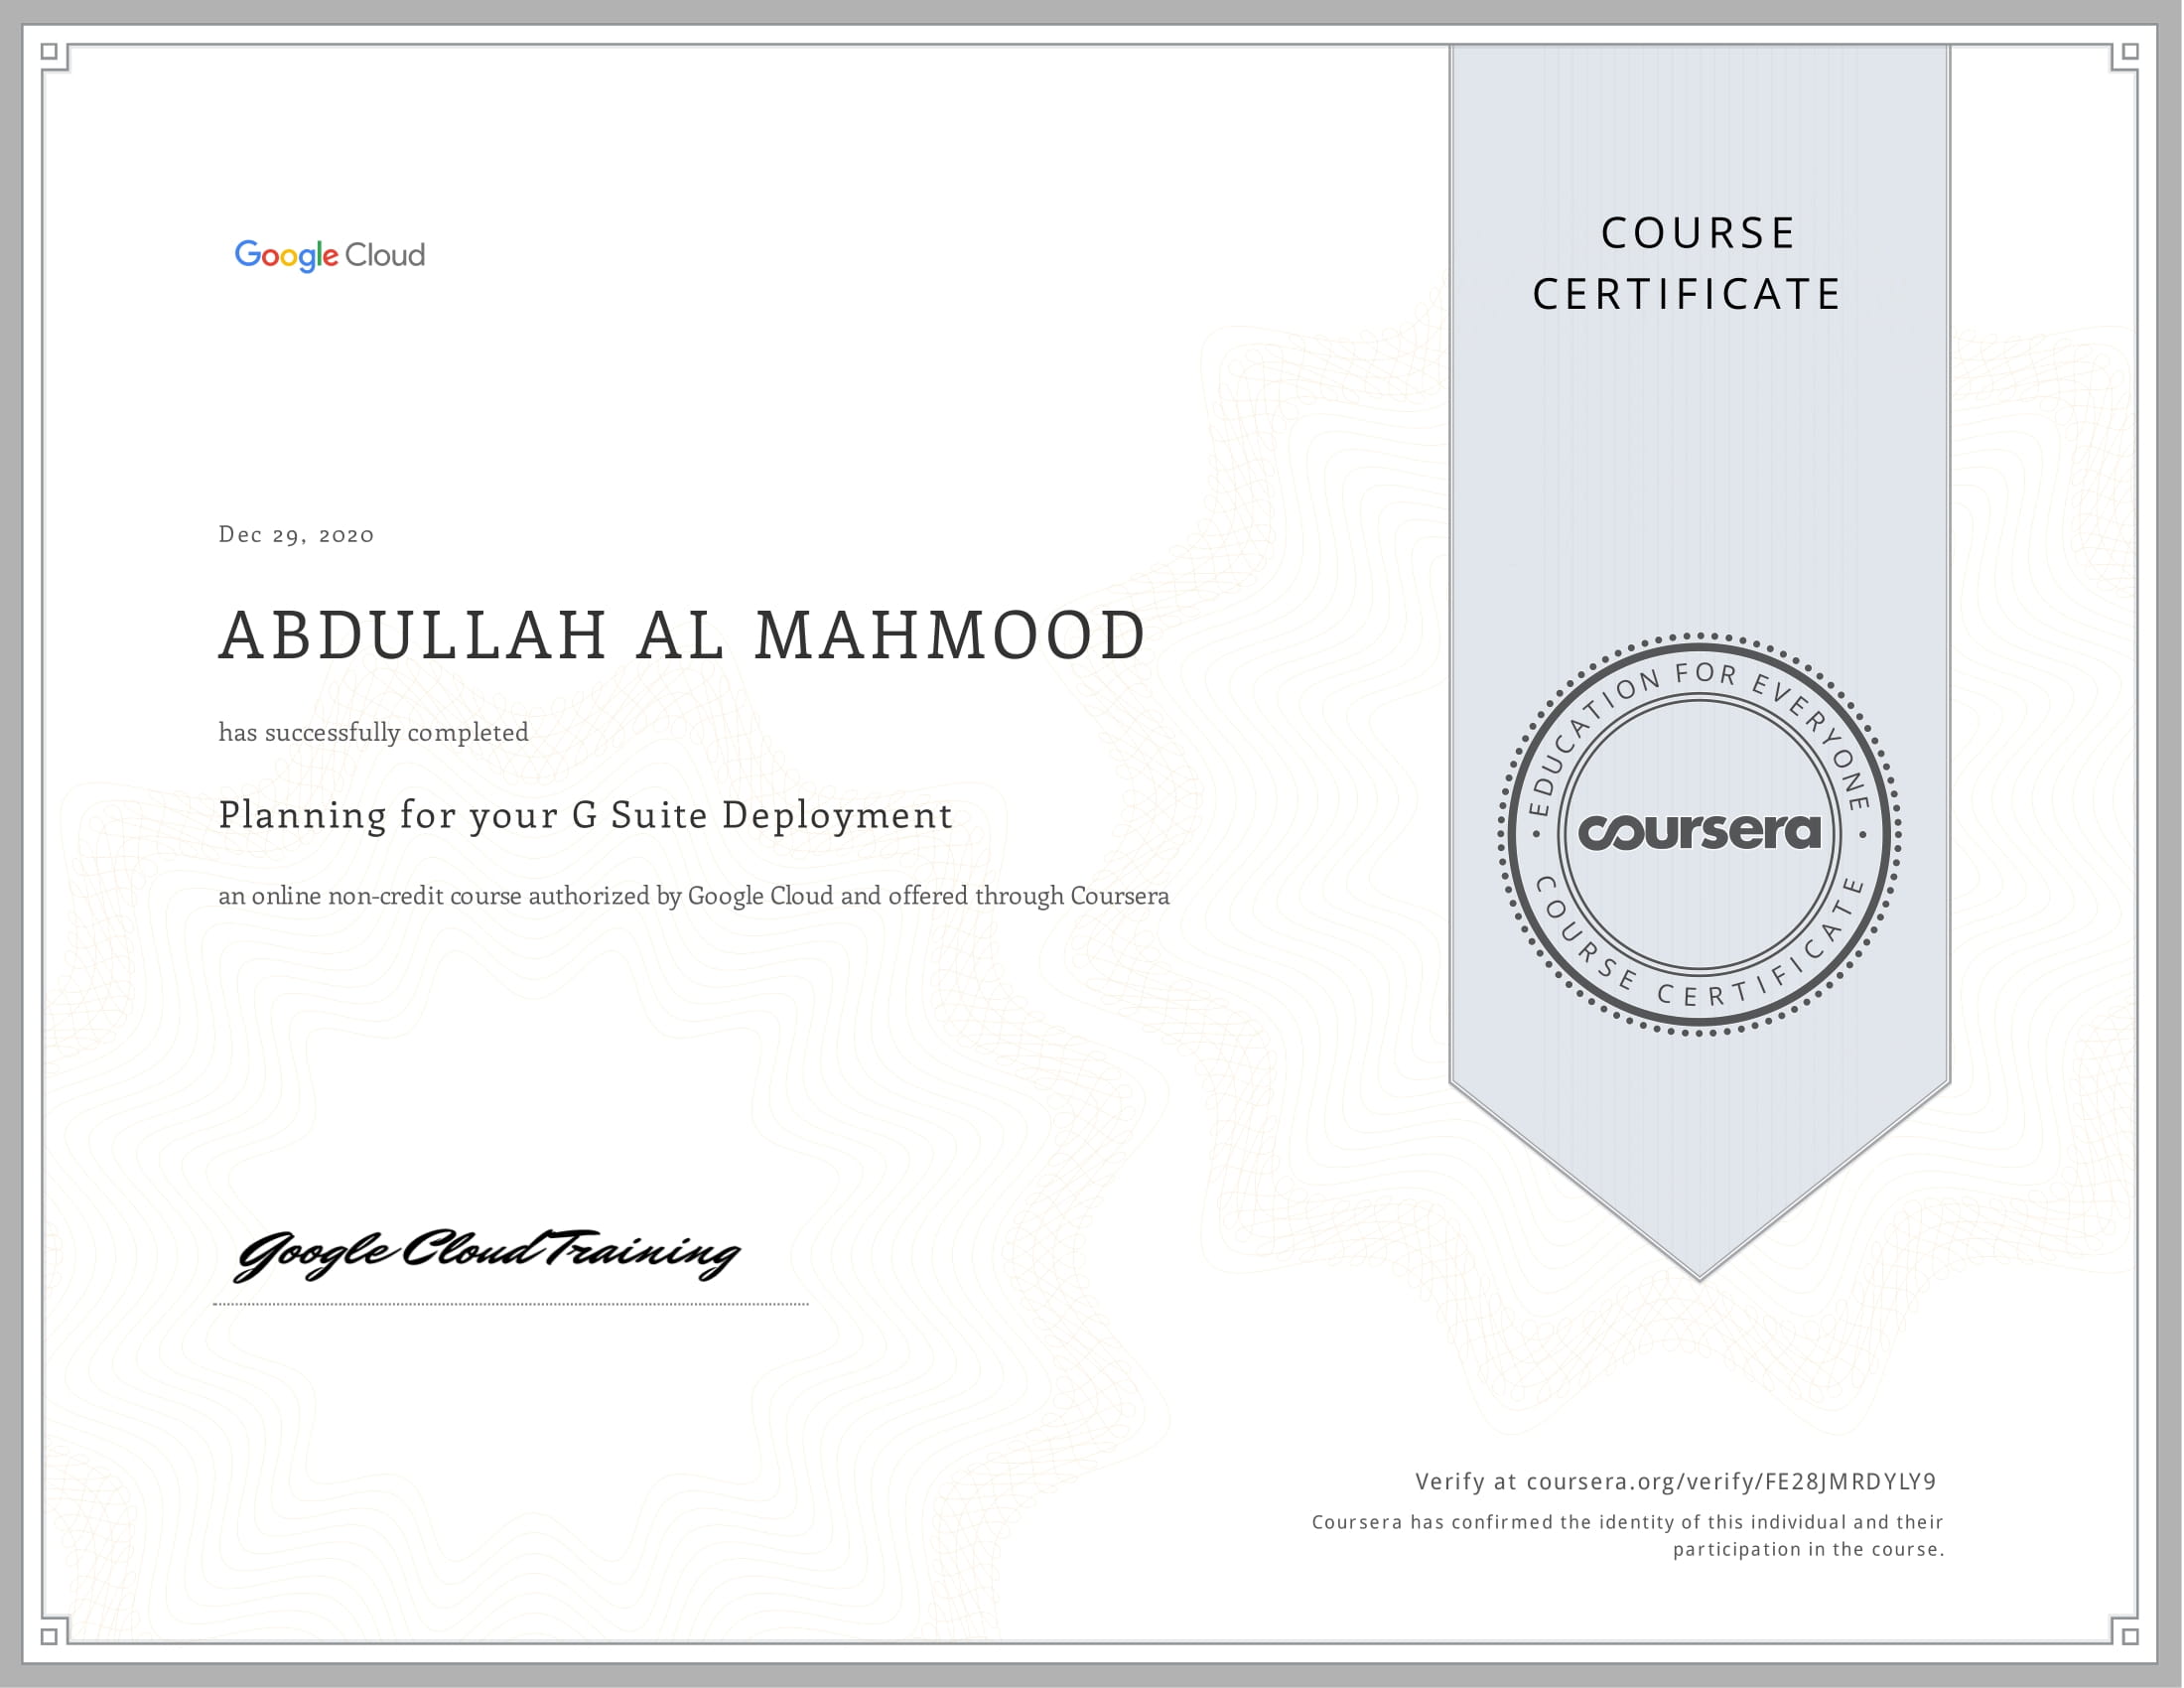 Google Cloud
COURSE
CERTIFICATE
Dec 29, 2020
ABDULLAH AL MAHMOOD
has successfully completed
Planning for your G Suite Deployment
an online non-credit course authorized by Google Cloud and offered through Coursera
EDUCATION FOR EVERYONE
coursera
COURSE CERTIFICATE
Google Cloud Training
Verify at coursera.org/verify/FE28JMRDYLY9
Coursera has confirmed the identity of this individual and their
participation in the course.